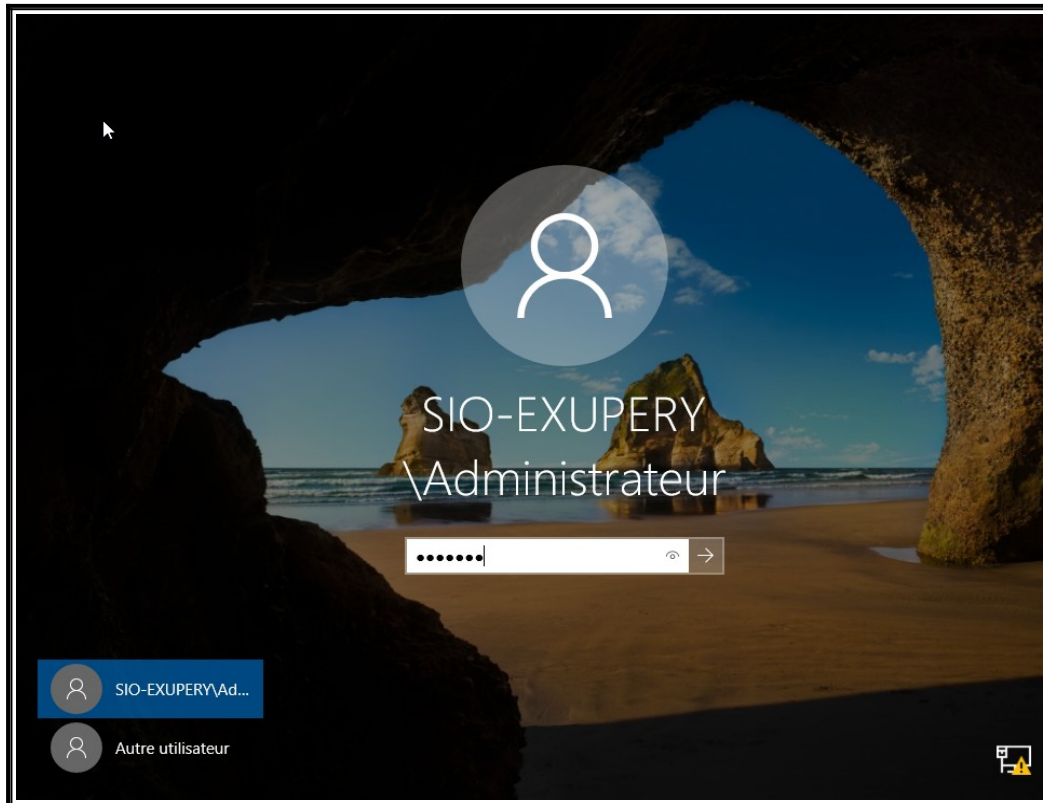 SIO-EXUPERY
\Administrateur
•••••••
SIO-EXUPERY\Ad...
Autre utilisateur